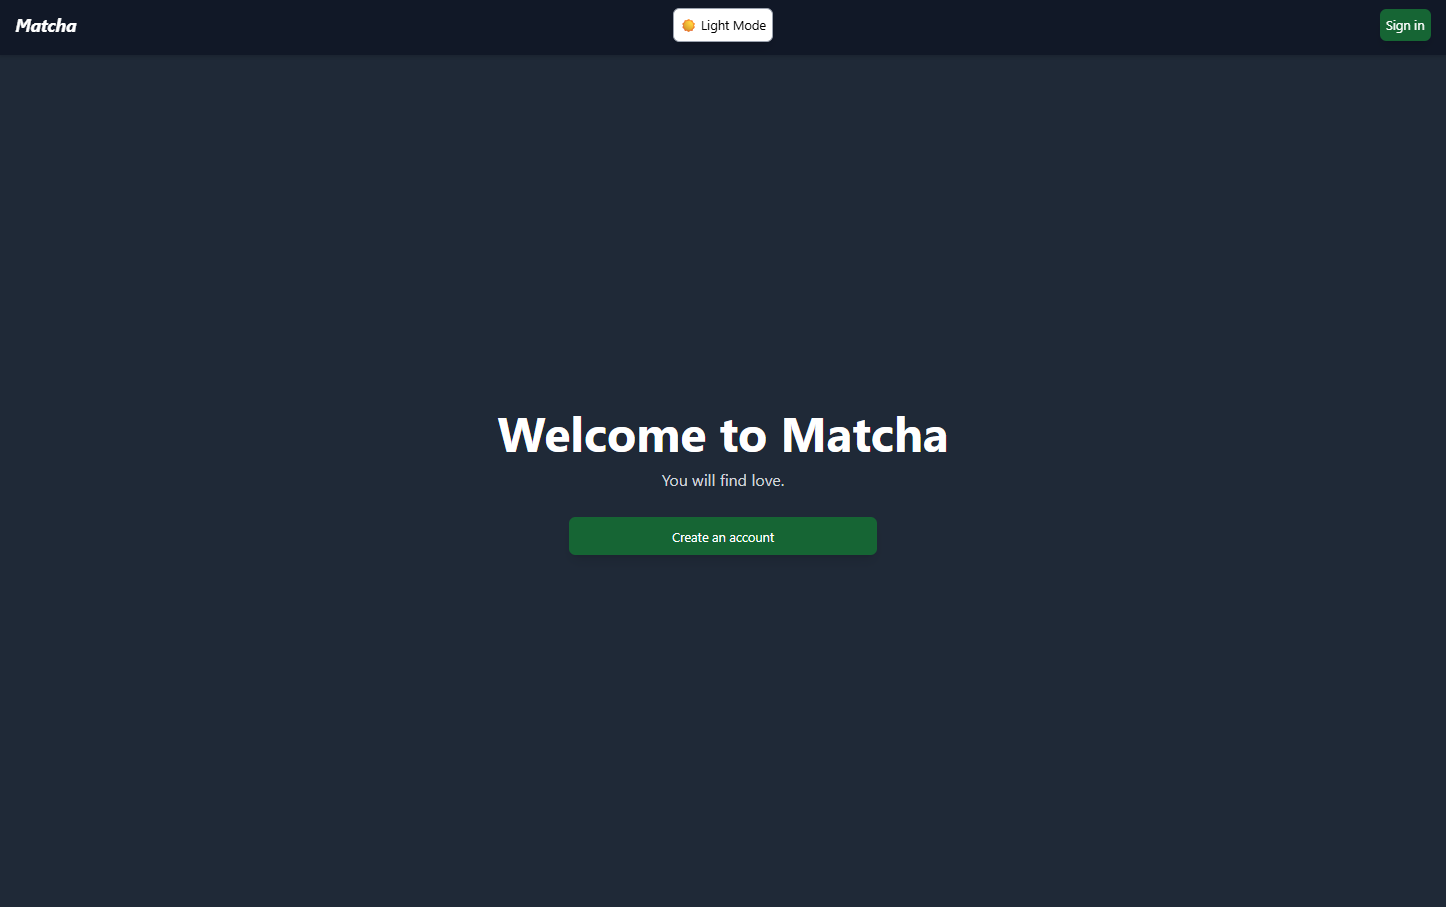 Matcha
Light Mode
Sign in
Welcome to Matcha
You will find love.
Create an account